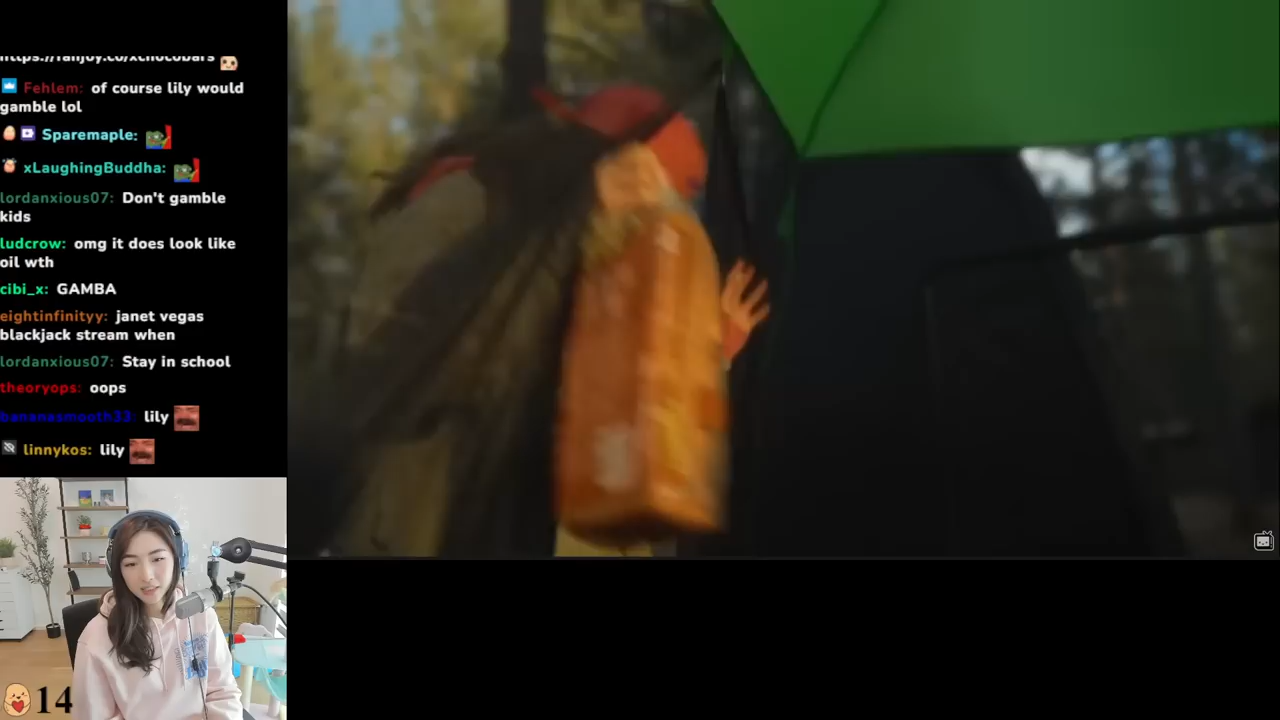 https://fanjoy.co/xchocobars
Fehlem: of course lily would
gamble lol
Sparemaple:
xLaughingBuddha:
lordanxious07: Don't gamble
kids
ludcrow: omg it does look like
oil wth
cibi_x: GAMBA
eightinfinityy: janet vegas
blackjack stream when
lordanxious07: Stay in school
theoryops: oops
bananasmooth33: lily
linnykos: lily
14